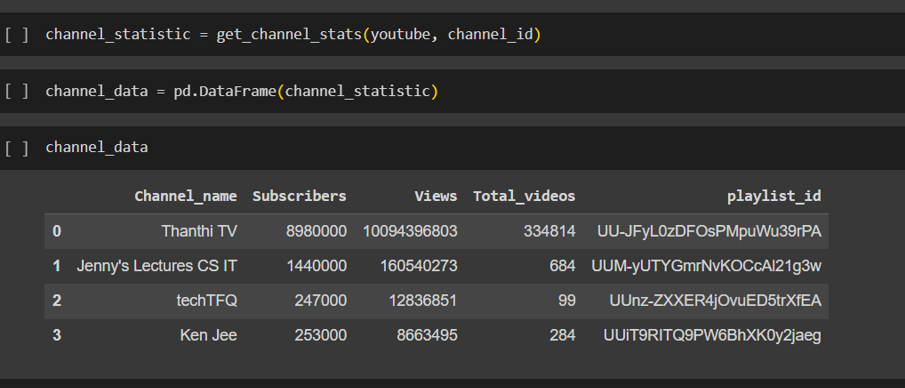 [ ] channel_statistic = get_channel_stats(youtube, channel_id)
[ ] channel_data = pd.DataFrame(channel_statistic)
[ ] channel_data
Channel_name Subscribers Views Total_videos playlist_id
0 Thanthi TV 8980000 10094396803 334814 UU-JFyL0zDFOsPMpuWu39rPA
1 Jenny's Lectures CS IT 1440000 160540273 684 UUM-yUTYGmrNvKOCcAl21g3w
2 techTFQ 247000 12836851 99 UUnz-ZXXER4jOvuED5trXfEA
3 Ken Jee 253000 8663495 284 UUiT9RITQ9PW6BhXK0y2jaeg